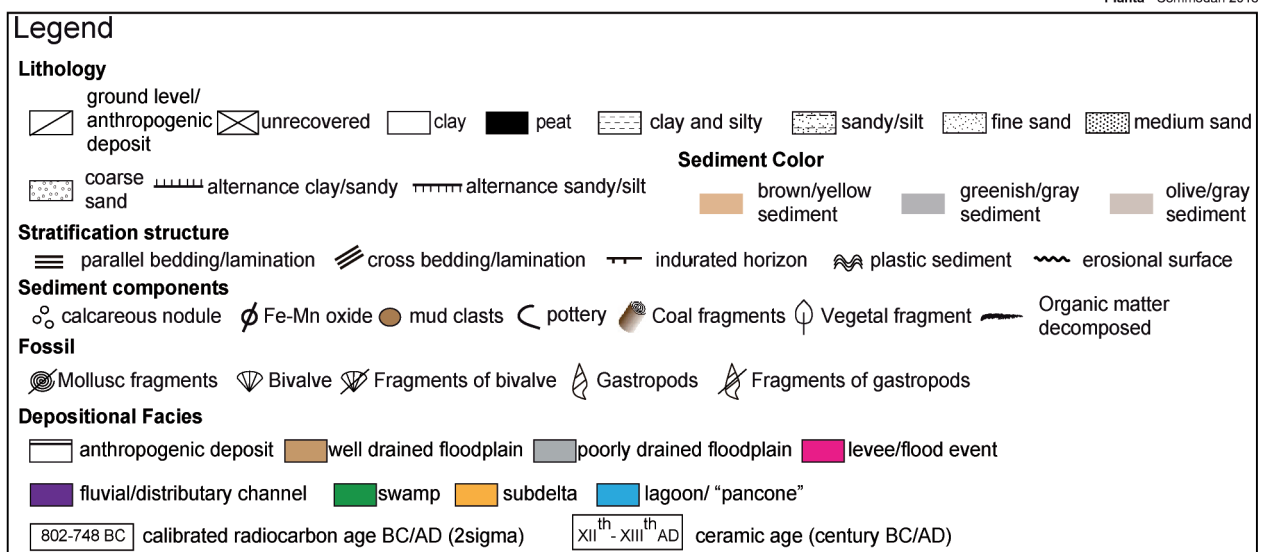 Legend
Lithology
ground level/
anthropogenic
deposit
unrecovered
clay
peat
clay and silty
sandy/silt
fine sand
medium sand
coarse
sand
alternance clay/sandy
alternance sandy/silt
Sediment Color
brown/yellow
sediment
greenish/gray
sediment
olive/gray
sediment
Stratification structure
parallel bedding/lamination
cross bedding/lamination
indurated horizon
plastic sediment
erosional surface
Sediment components
calcareous nodule
Fe-Mn oxide
mud clasts
pottery
Coal fragments
Vegetal fragment
Organic matter
decomposed
Fossil
Mollusc fragments
Bivalve
Fragments of bivalve
Gastropods
Fragments of gastropods
Depositional Facies
anthropogenic deposit
well drained floodplain
poorly drained floodplain
levee/flood event
fluvial/distributary channel
swamp
subdelta
lagoon/ “pancone”
802-748 BC
calibrated radiocarbon age BC/AD (2sigma)
XIIth-XIIIthAD
ceramic age (century BC/AD)